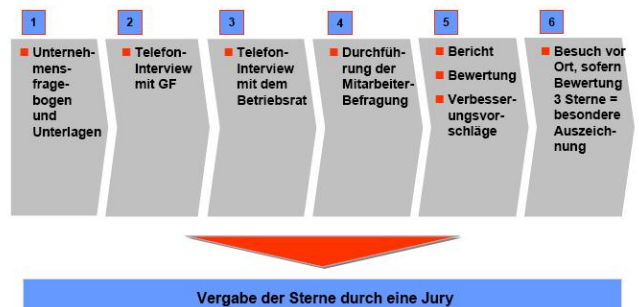 1
Unterneh-
mens-
frage-
bogen
und
Unterlagen
2
Telefon-
Interview
mit GF
3
Telefon-
Interview
mit dem
Betriebsrat
4
Durchfüh-
rung der
Mitarbeiter-
Befragung
5
Bericht
Bewertung
Verbesser-
ungsvor-
schläge
6
Besuch vor
Ort, sofern
Bewertung
3 Sterne =
besondere
Auszeich-
nung
Vergabe der Sterne durch eine Jury